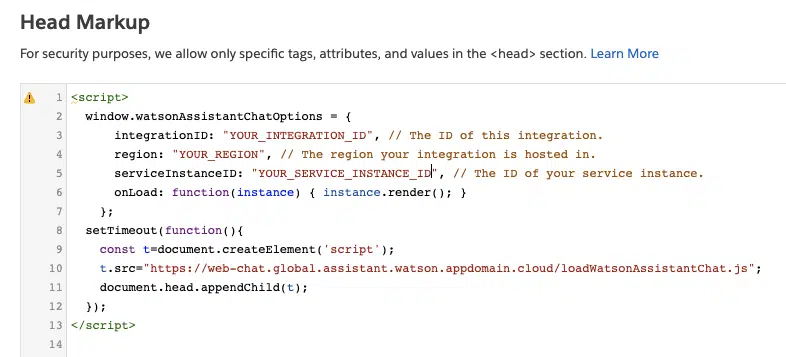 Head Markup
For security purposes, we allow only specific tags, attributes, and values in the <head> section. Learn More
1 <script>
2 window.watsonAssistantChatOptions = {
3 integrationID: "YOUR_INTEGRATION_ID", // The ID of this integration.
4 region: "YOUR_REGION", // The region your integration is hosted in.
5 serviceInstanceID: "YOUR_SERVICE_INSTANCE_ID", // The ID of your service instance.
6 onLoad: function(instance) { instance.render(); }
7 };
8 setTimeout(function(){
9 const t=document.createElement('script');
10 t.src="https://web-chat.global.assistant.watson.appdomain.cloud/loadWatsonAssistantChat.js";
11 document.head.appendChild(t);
12 });
13 </script>
14